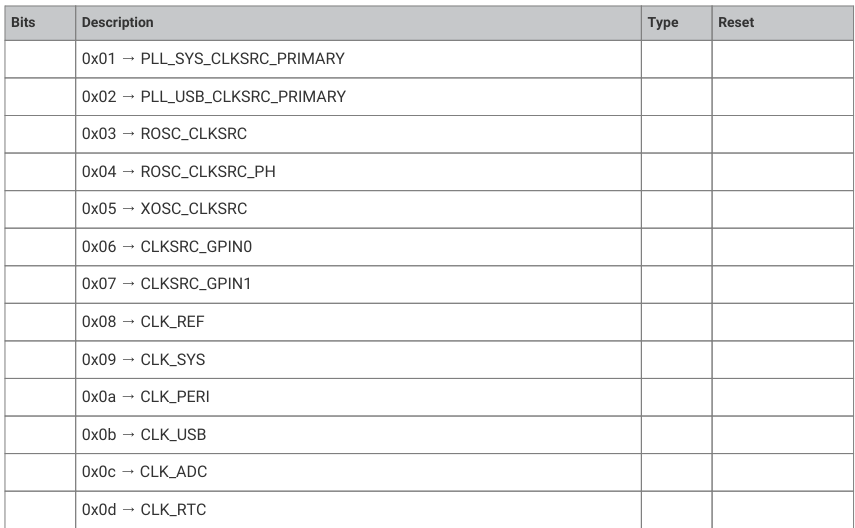 Bits Description Type Reset
0x01 → PLL_SYS_CLKSRC_PRIMARY
0x02 → PLL_USB_CLKSRC_PRIMARY
0x03 → ROSC_CLKSRC
0x04 → ROSC_CLKSRC_PH
0x05 → XOSC_CLKSRC
0x06 → CLKSRC_GPIN0
0x07 → CLKSRC_GPIN1
0x08 → CLK_REF
0x09 → CLK_SYS
0x0a → CLK_PERI
0x0b → CLK_USB
0x0c → CLK_ADC
0x0d → CLK_RTC